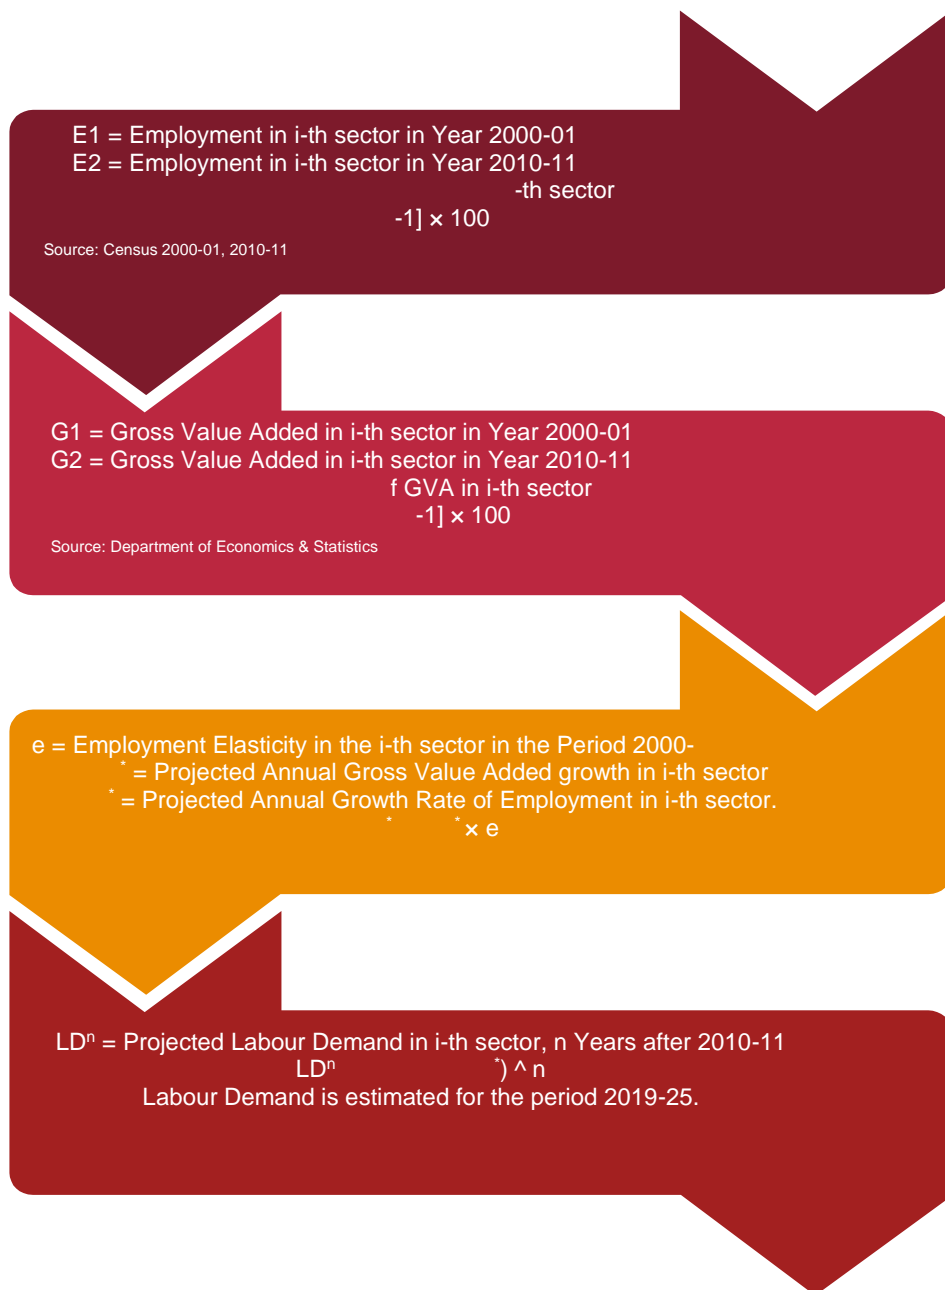 E1 = Employment in i-th sector in Year 2000-01
E2 = Employment in i-th sector in Year 2010-11
-th sector
-1] × 100
Source: Census 2000-01, 2010-11
G1 = Gross Value Added in i-th sector in Year 2000-01
G2 = Gross Value Added in i-th sector in Year 2010-11
f GVA in i-th sector
-1] × 100
Source: Department of Economics & Statistics
e = Employment Elasticity in the i-th sector in the Period 2000-
* = Projected Annual Gross Value Added growth in i-th sector
* = Projected Annual Growth Rate of Employment in i-th sector.
* * × e
LDⁿ = Projected Labour Demand in i-th sector, n Years after 2010-11
LDⁿ *) ^ n
Labour Demand is estimated for the period 2019-25.